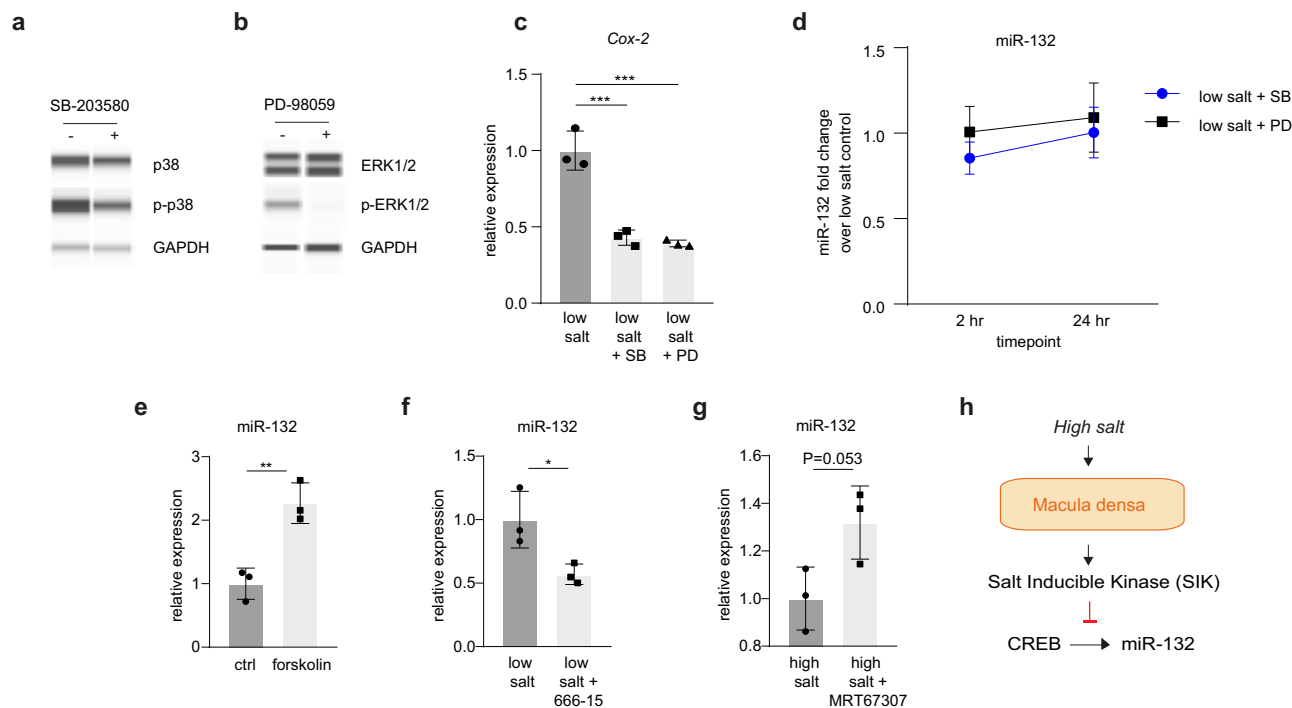 a
SB-203580
- +
p38
p-p38
GAPDH
b
PD-98059
- +
ERK1/2
p-ERK1/2
GAPDH
c
Cox-2
relative expression
1.5
1.0
0.5
0.0
***
***
low
salt
low
salt
+ SB
low
salt
+ PD
d
miR-132
miR-132 fold change
over low salt control
1.5
1.0
0.5
0.0
2 hr
24 hr
timepoint
low salt + SB
low salt + PD
e
miR-132
relative expression
3
2
1
0
**
ctrl
forskolin
f
miR-132
relative expression
1.5
1.0
0.5
0.0
*
low
salt
low
salt +
666-15
g
miR-132
P=0.053
relative expression
1.6
1.4
1.2
1.0
0.8
high
salt
high
salt +
MRT67307
h
High salt
Macula densa
Salt Inducible Kinase (SIK)
CREB miR-132